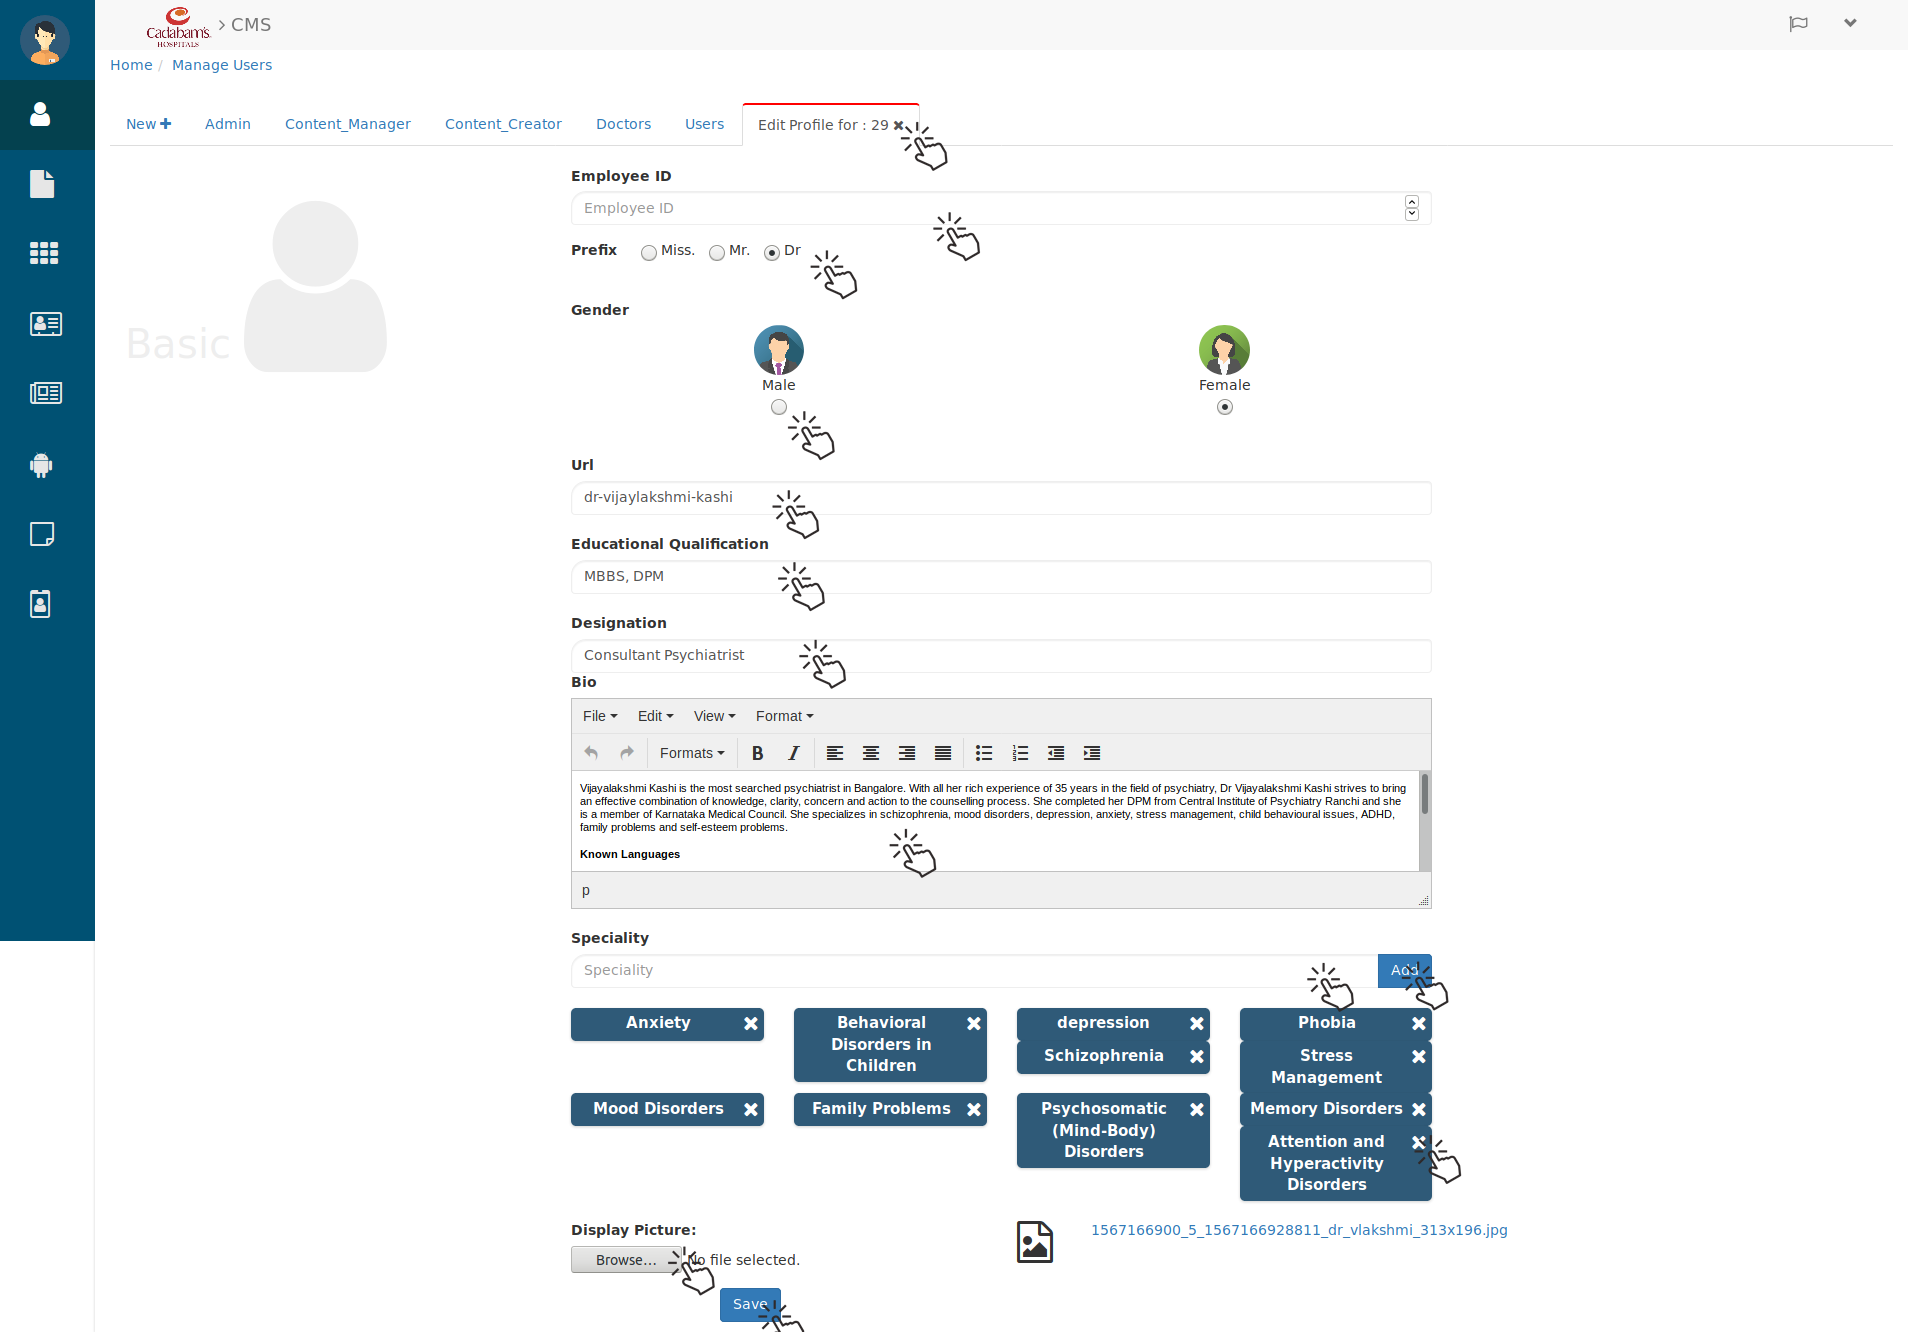 Cadabam's
HOSPITALS
> CMS
Home / Manage Users
New
Admin
Content_Manager
Content_Creator
Doctors
Users
Edit Profile for : 29
Basic
Employee ID
Employee ID
Prefix Miss. Mr. Dr
Gender
Male
Female
Url
dr-vijaylakshmi-kashi
Educational Qualification
MBBS, DPM
Designation
Consultant Psychiatrist
Bio
File Edit View Format
Formats B I
Vijayalakshmi Kashi is the most searched psychiatrist in Bangalore. With all her rich experience of 35 years in the field of psychiatry, Dr Vijayalakshmi Kashi strives to bring
an effective combination of knowledge, clarity, concern and action to the counselling process. She completed her DPM from Central Institute of Psychiatry Ranchi and she
is a member of Karnataka Medical Council. She specializes in schizophrenia, mood disorders, depression, anxiety, stress management, child behavioural issues, ADHD,
family problems and self-esteem problems.
Known Languages
p
Speciality
Speciality
Add
Anxiety
Behavioral
Disorders in
Children
depression
Schizophrenia
Phobia
Stress
Management
Mood Disorders
Family Problems
Psychosomatic
(Mind-Body)
Disorders
Memory Disorders
Attention and
Hyperactivity
Disorders
Display Picture:
Browse... No file selected.
1567166900_5_1567166928811_dr_vlakshmi_313x196.jpg
Save